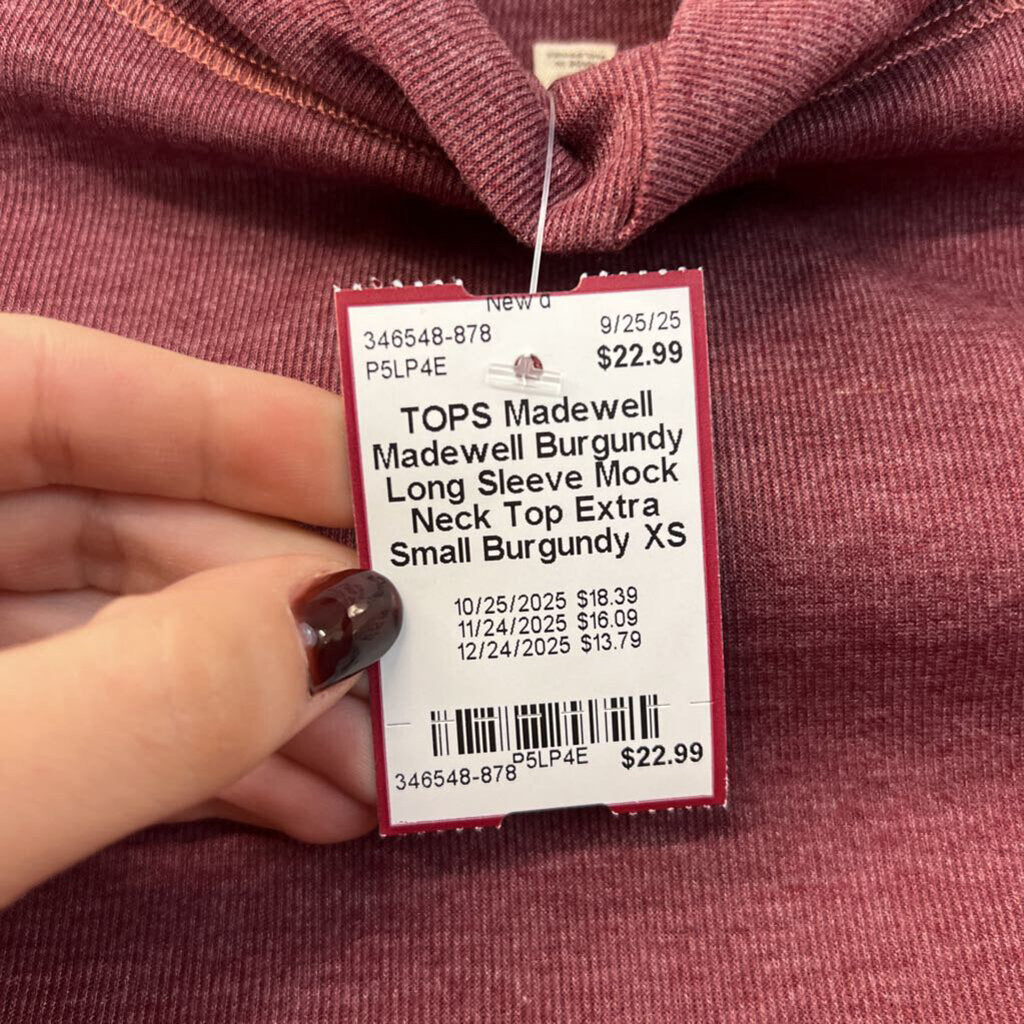 New
346548-878 9/25/25
P5LP4E $22.99
TOPS Madewell
Madewell Burgundy
Long Sleeve Mock
Neck Top Extra
Small Burgundy XS
10/25/2025 $18.39
11/24/2025 $16.09
12/24/2025 $13.79
P5LP4E $22.99
346548-878